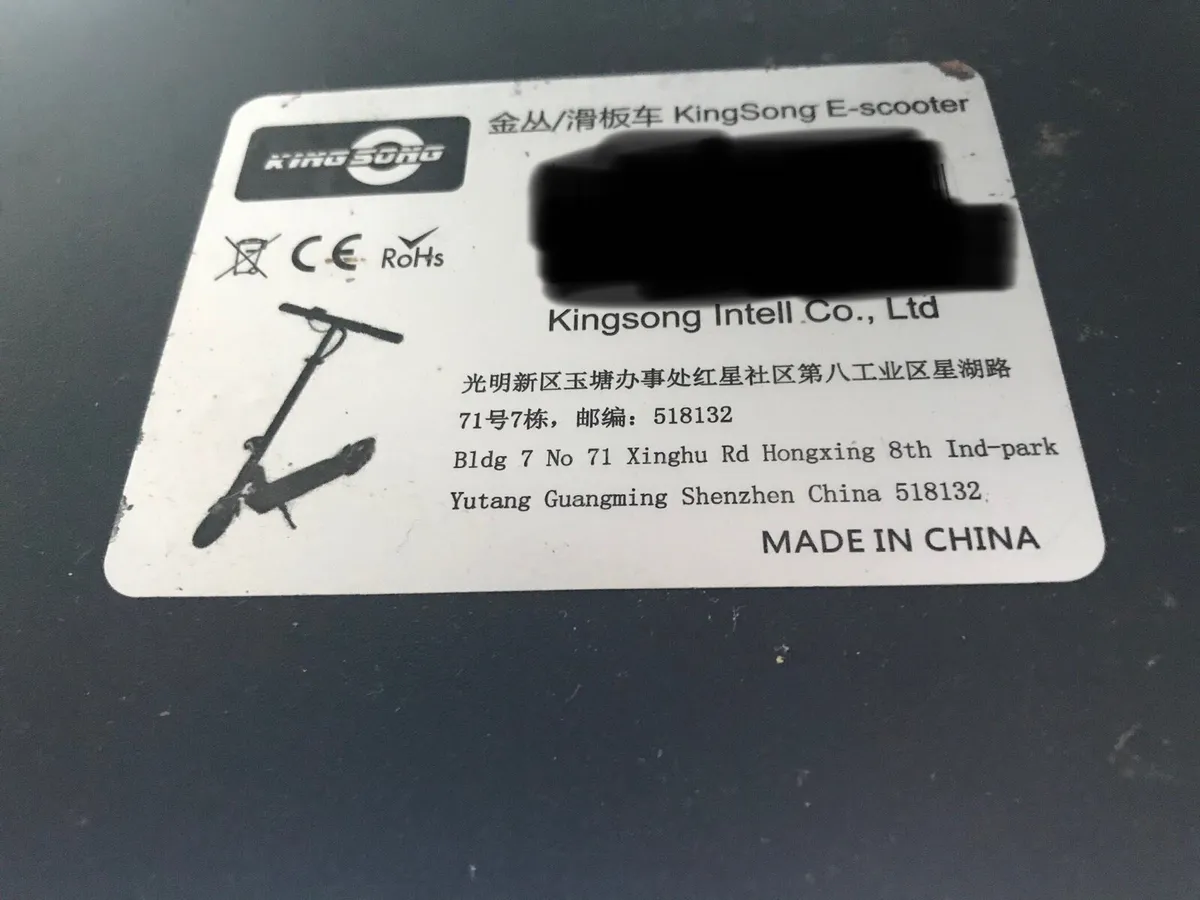 KING SONG
金丛/滑板车 KingSong E-scooter
CE RoHs
Kingsong Intell Co., Ltd
光明新区玉塘办事处红星社区第八工业区星湖路
71号7栋，邮编：518132
Bldg 7 No 71 Xinghu Rd Hongxing 8th Ind-park
Yutang Guangming Shenzhen China 518132
MADE IN CHINA